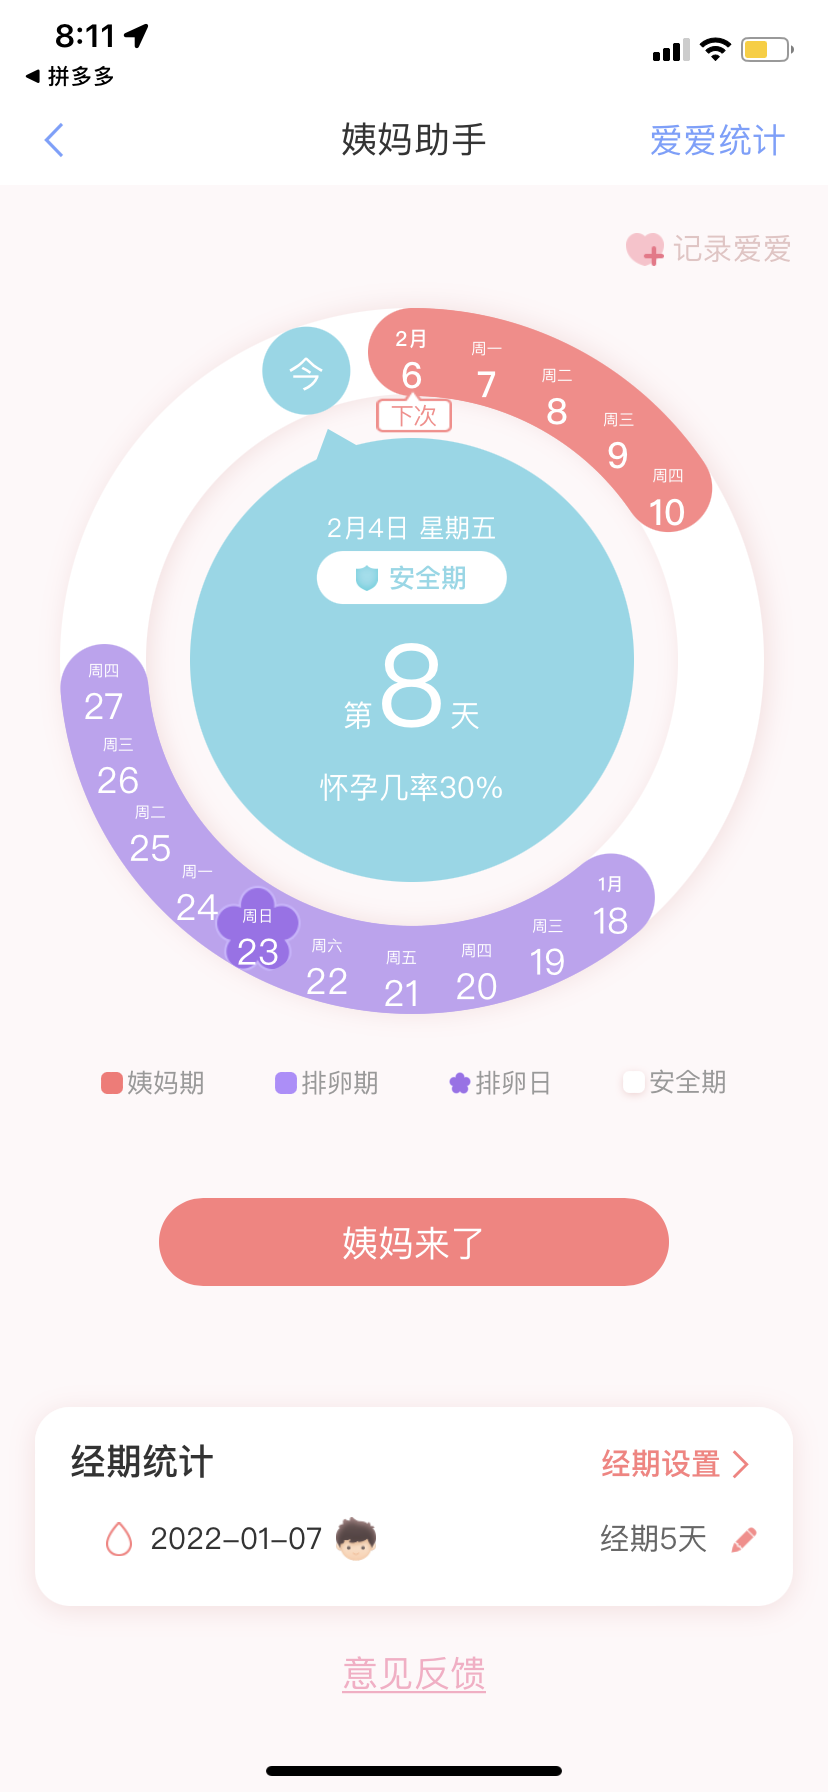 8:11
拼多多
姨妈助手
爱爱统计
记录爱爱
今
2月
6
周一
7
周二
8
周三
9
周四
10
下次
2月4日 星期五
安全期
第8天
怀孕几率30%
周四
27
周三
26
周二
25
周一
24
周日
23
周六
22
周五
21
周四
20
周三
19
1月
18
姨妈期
排卵期
排卵日
安全期
姨妈来了
经期统计
经期设置
2022-01-07
经期5天
意见反馈